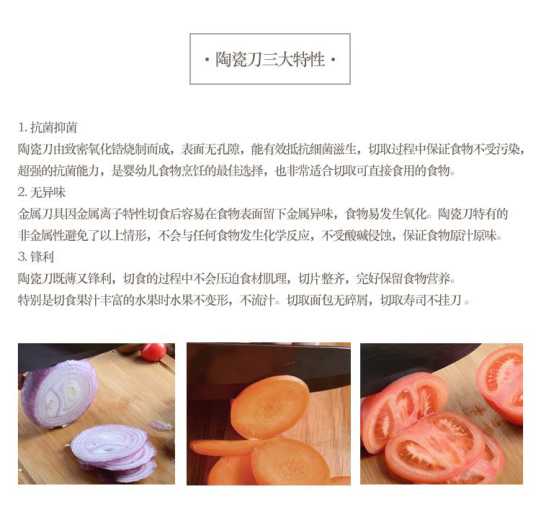 ·陶瓷刀三大特性·
1. 抗菌抑菌
陶瓷刀由致密氧化锆烧制而成，表面无孔隙，能有效抵抗细菌滋生，切取过程中保证食物不受污染，
超强的抗菌能力，是婴幼儿食物烹饪的最佳选择，也非常适合切取可直接食用的食物。
2. 无异味
金属刀具因金属离子特性切食后容易在食物表面留下金属异味，食物易发生氧化。陶瓷刀特有的
非金属性避免了以上情形，不会与任何食物发生化学反应，不受酸碱侵蚀，保证食物原汁原味。
3. 锋利
陶瓷刀既薄又锋利，切食的过程中不会压迫食材肌理，切片整齐，完好保留食物营养。
特别是切食果汁丰富的水果时水果不变形，不流汁。切取面包无碎屑，切取寿司不挂刀 。